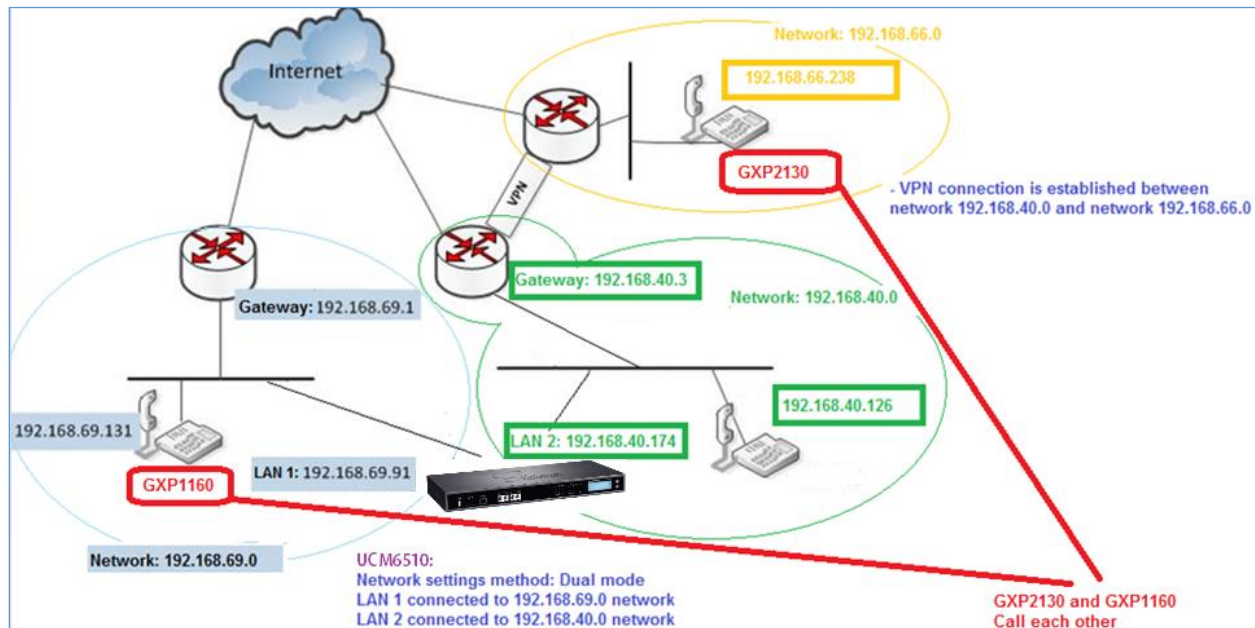 Network: 192.168.66.0
Internet
192.168.66.238
GXP2130
- VPN connection is established between
network 192.168.40.0 and network 192.168.66.0
VPN
Gateway: 192.168.40.3
Network: 192.168.40.0
Gateway: 192.168.69.1
192.168.40.126
192.168.69.131
LAN 2: 192.168.40.174
LAN 1: 192.168.69.91
GXP1160
Network: 192.168.69.0
UCM6510:
Network settings method: Dual mode
LAN 1 connected to 192.168.69.0 network
LAN 2 connected to 192.168.40.0 network
GXP2130 and GXP1160
Call each other